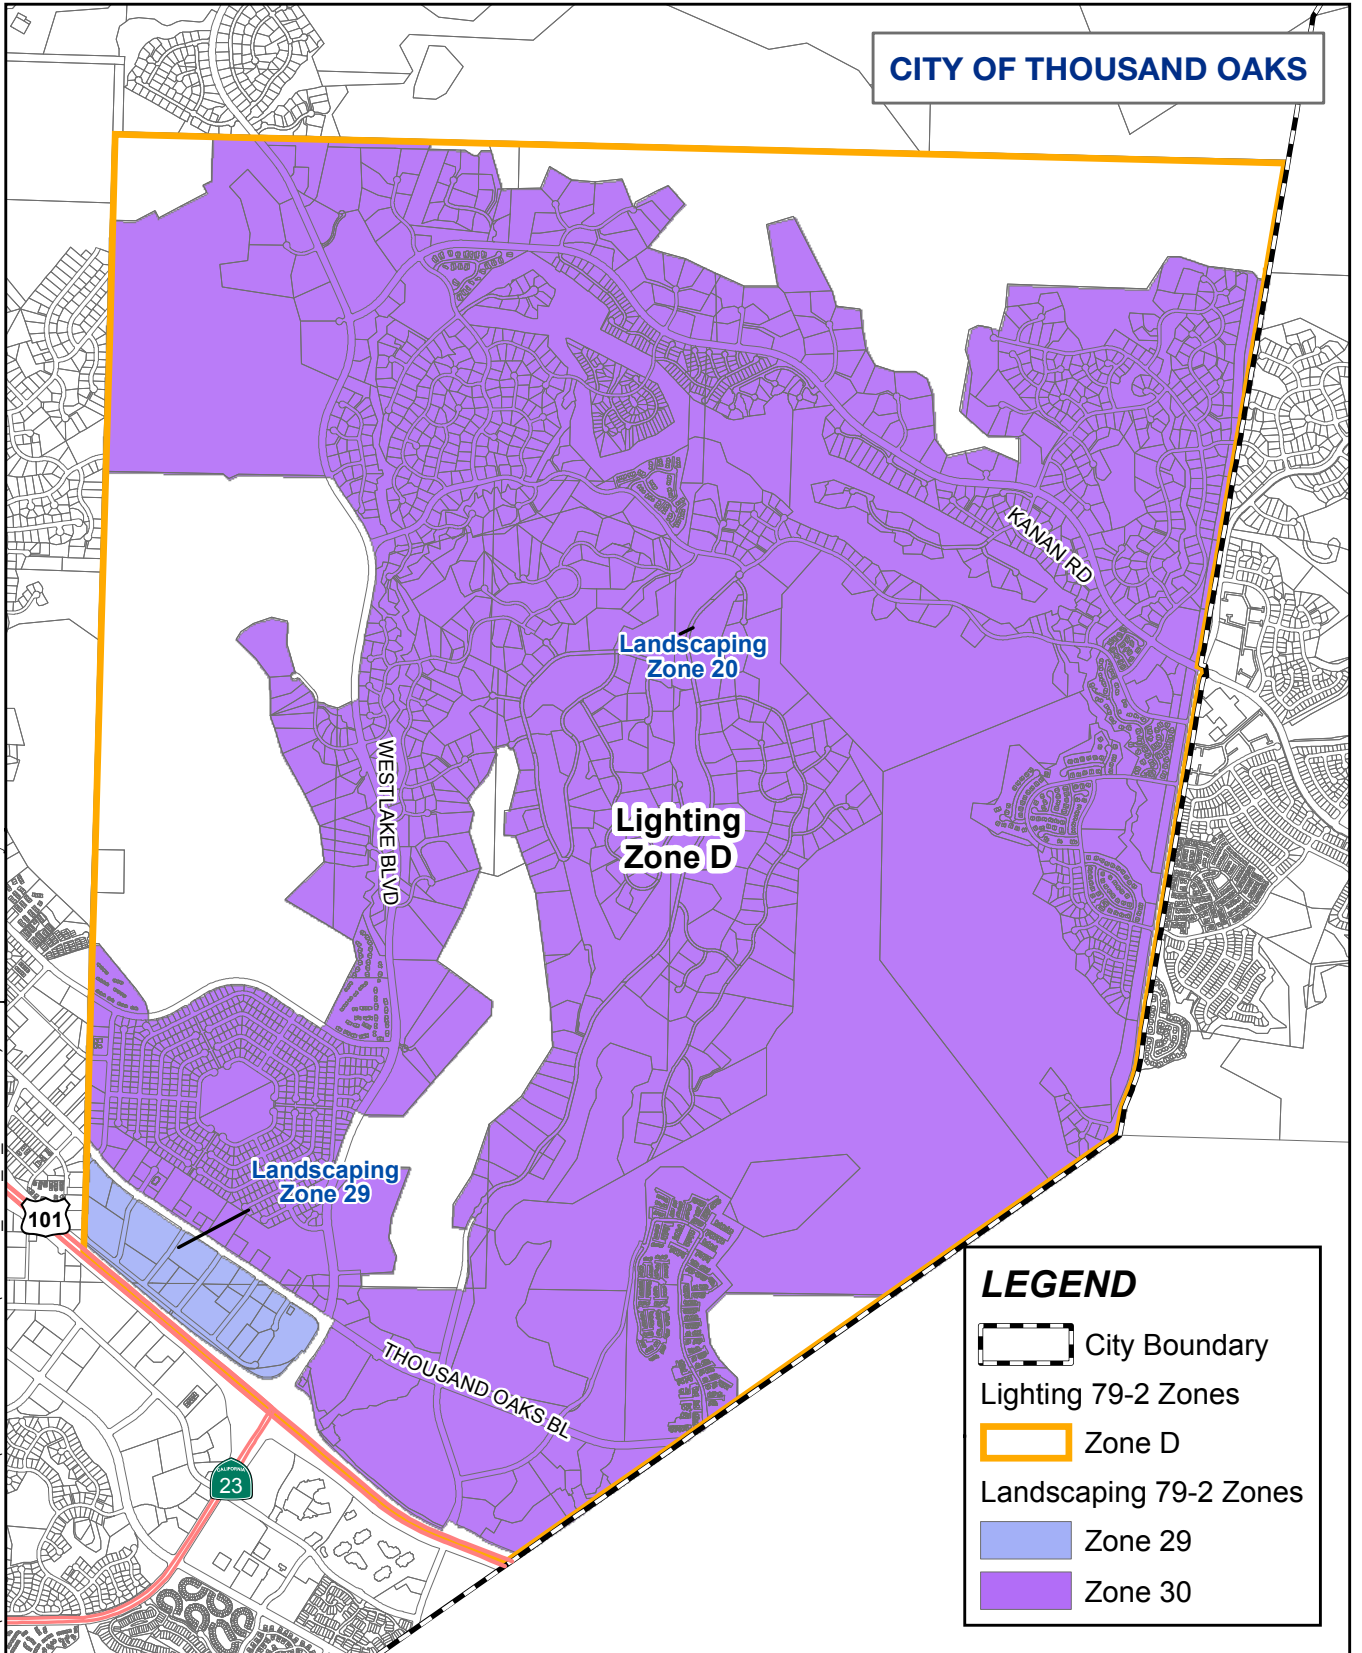 CITY OF THOUSAND OAKS
KANAN RD
Landscaping
Zone 20
WESTLAKE BLVD
Lighting
Zone D
Landscaping
Zone 29
101
THOUSAND OAKS BL
CALIFORNIA
23
LEGEND
City Boundary
Lighting 79-2 Zones
Zone D
Landscaping 79-2 Zones
Zone 29
Zone 30